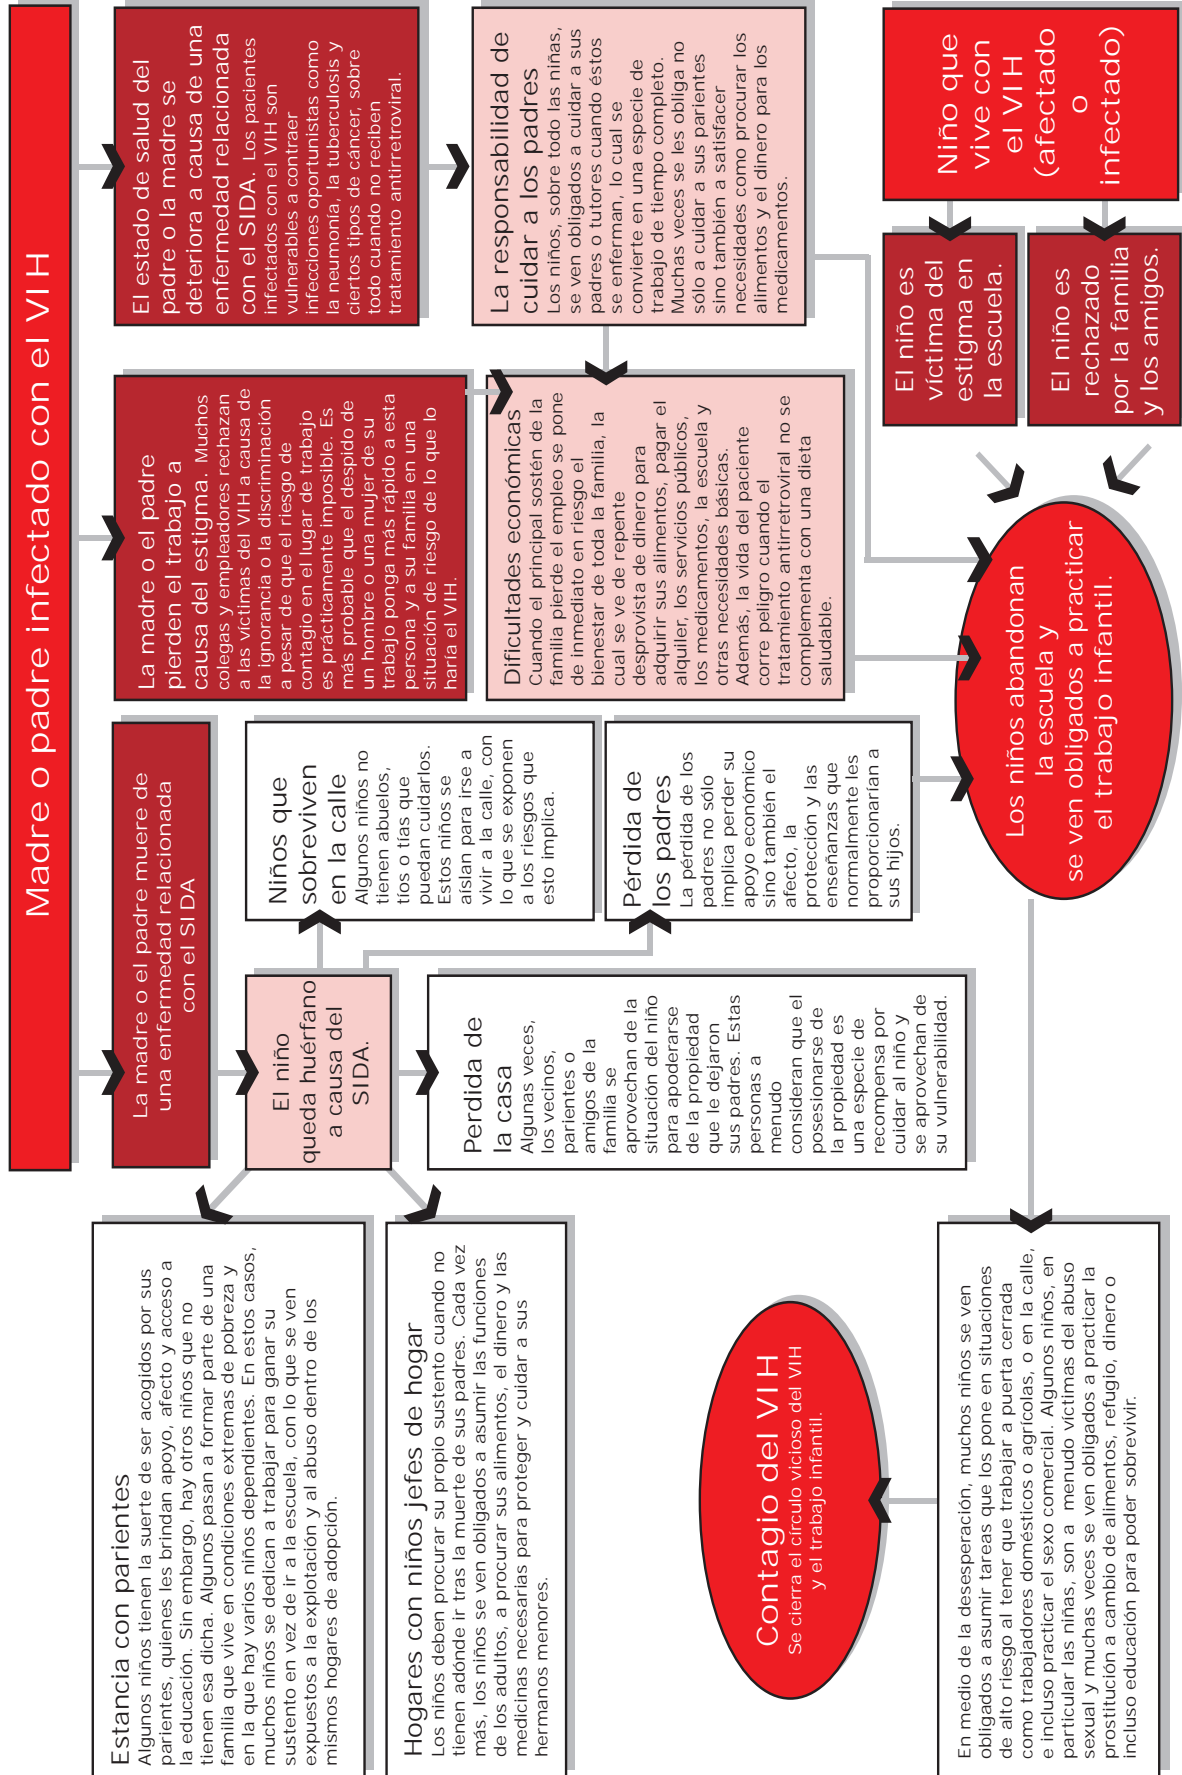 Madre o padre infectado con el VIH
La madre o el padre muere de
una enfermedad relacionada
con el SIDA
La madre o el padre
pierden el trabajo a
causa del estigma. Muchos
colegas y empleadores rechazan
a las víctimas del VIH a causa de
la ignorancia o la discriminación
a pesar de que el riesgo de
contagio en el lugar de trabajo
es prácticamente imposible. Es
más probable que el despido de
un hombre o una mujer de su
trabajo ponga más rápido a esta
persona y a su familia en una
situación de riesgo de lo que lo
haría el VIH.
El estado de salud del
padre o la madre se
deteriora a causa de una
enfermedad relacionada
con el SIDA. Los pacientes
infectados con el VIH son
vulnerables a contraer
infecciones oportunistas como
la neumonía, la tuberculosis y
ciertos tipos de cáncer, sobre
todo cuando no reciben
tratamiento antirretroviral.
Estancia con parientes
Algunos niños tienen la suerte de ser acogidos por sus
parientes, quienes les brindan apoyo, afecto y acceso a
la educación. Sin embargo, hay otros niños que no
tienen esa dicha. Algunos pasan a formar parte de una
familia que vive en condiciones extremas de pobreza y
en la que hay varios niños dependientes. En estos casos,
muchos niños se dedican a trabajar para ganar su
sustento en vez de ir a la escuela, con lo que se ven
expuestos a la explotación y al abuso dentro de los
mismos hogares de adopción.
El niño
queda huérfano
a causa del
SIDA.
Niños que
sobreviven
en la calle
Algunos niños no
tienen abuelos,
tíos o tías que
puedan cuidarlos.
Estos niños se
aíslan para irse a
vivir a la calle, con
lo que se exponen
a los riesgos que
esto implica.
Hogares con niños jefes de hogar
Los niños deben procurar su propio sustento cuando no
tienen adónde ir tras la muerte de sus padres. Cada vez
más, los niños se ven obligados a asumir las funciones
de los adultos, a procurar sus alimentos, el dinero y las
medicinas necesarias para proteger y cuidar a sus
hermanos menores.
Perdida de
la casa
Algunas veces,
los vecinos,
parientes o
amigos de la
familia se
aprovechan de la
situación del niño
para apoderarse
de la propiedad
que le dejaron
sus padres. Estas
personas a
menudo
consideran que el
posesionarse de
la propiedad es
una especie de
recompensa por
cuidar al niño y
se aprovechan de
su vulnerabilidad.
Pérdida de
los padres
La pérdida de los
padres no sólo
implica perder su
apoyo económico
sino también el
afecto, la
protección y las
enseñanzas que
normalmente les
proporcionarían a
sus hijos.
Dificultades económicas
Cuando el principal sostén de la
familia pierde el empleo se pone
de inmediato en riesgo el
bienestar de toda la familia, la
cual se ve de repente
desprovista de dinero para
adquirir sus alimentos, pagar el
alquiler, los servicios públicos,
los medicamentos, la escuela y
otras necesidades básicas.
Además, la vida del paciente
corre peligro cuando el
tratamiento antirretroviral no se
complementa con una dieta
saludable.
La responsabilidad de
cuidar a los padres
Los niños, sobre todo las niñas,
se ven obligados a cuidar a sus
padres o tutores cuando éstos
se enferman, lo cual se
convierte en una especie de
trabajo de tiempo completo.
Muchas veces se les obliga no
sólo a cuidar a sus parientes
sino también a satisfacer
necesidades como procurar los
alimentos y el dinero para los
medicamentos.
Niño que
vive con
el VIH
(afectado
o
infectado)
El niño es
víctima del
estigma en
la escuela.
El niño es
rechazado
por la familia
y los amigos.
Los niños abandonan
la escuela y
se ven obligados a practicar
el trabajo infantil.
Contagio del VIH
Se cierra el círculo vicioso del VIH
y el trabajo infantil.
En medio de la desesperación, muchos niños se ven
obligados a asumir tareas que los pone en situaciones
de alto riesgo al tener que trabajar a puerta cerrada
como trabajadores domésticos o agrícolas, o en la calle,
e incluso practicar el sexo comercial. Algunos niños, en
particular las niñas, son a menudo víctimas del abuso
sexual y muchas veces se ven obligados a practicar la
prostitución a cambio de alimentos, refugio, dinero o
incluso educación para poder sobrevivir.